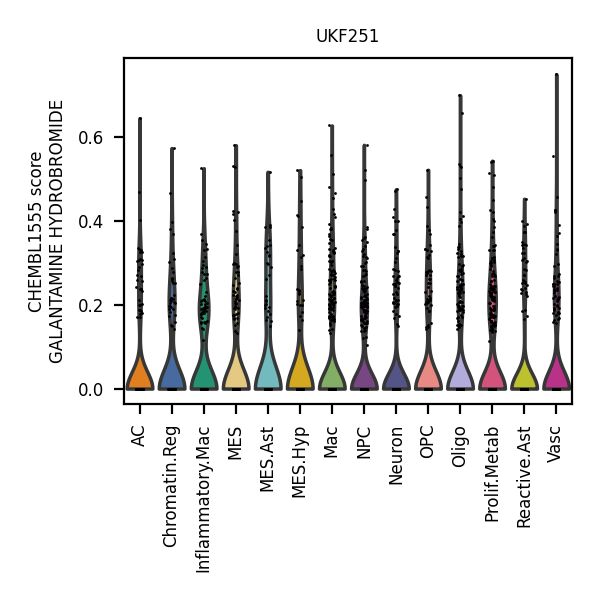 UKF251
CHEMBL1555 score
GALANTAMINE HYDROBROMIDE
0.6
0.4
0.2
0.0
AC
Chromatin.Reg
Inflammatory.Mac
MES
MES.Ast
MES.Hyp
Mac
NPC
Neuron
OPC
Oligo
Prolif.Metab
Reactive.Ast
Vasc